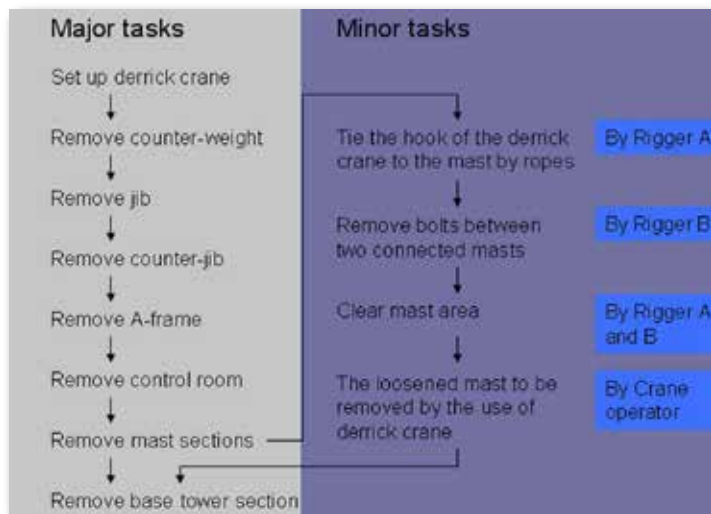 Major tasks
Set up derrick crane
Remove counter-weight
Remove jib
Remove counter-jib
Remove A-frame
Remove control room
Remove mast sections
Remove base tower section
Minor tasks
Tie the hook of the derrick
crane to the mast by ropes
By Rigger A
Remove bolts between
two connected masts
By Rigger B
Clear mast area
By Rigger A
and B
The loosened mast to be
removed by the use of
derrick crane
By Crane
operator